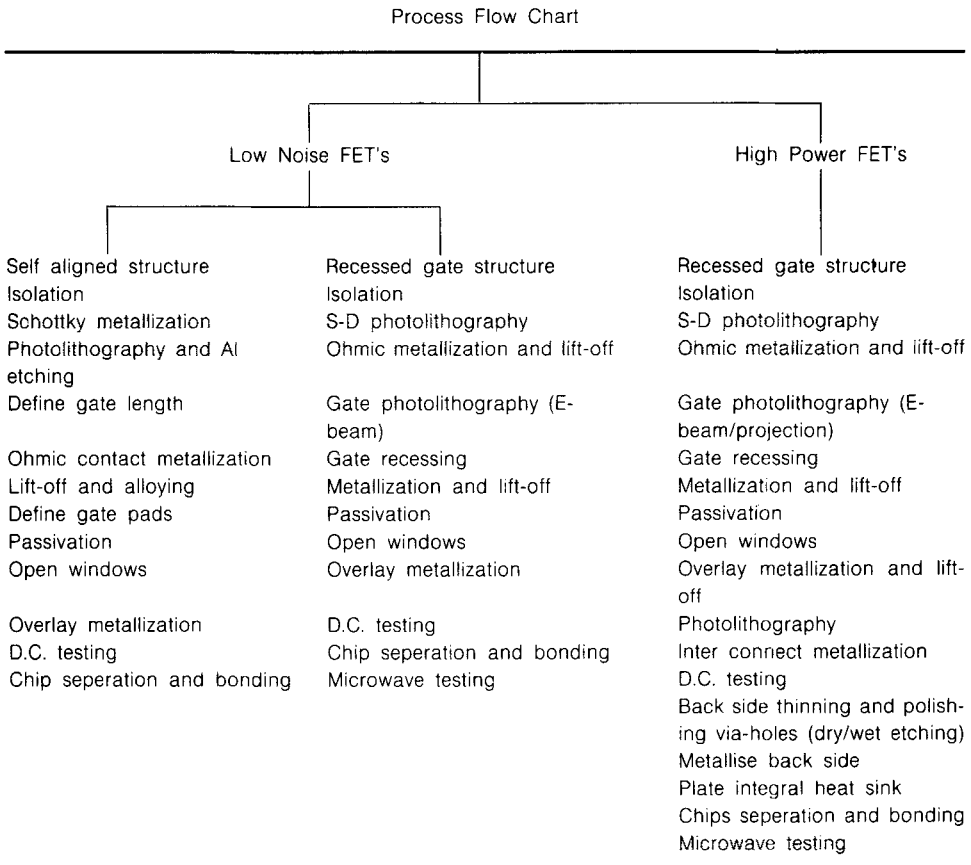 Process Flow Chart
Low Noise FET's
High Power FET's
Self aligned structure
Isolation
Schottky metallization
Photolithography and Al
etching
Define gate length
Ohmic contact metallization
Lift-off and alloying
Define gate pads
Passivation
Open windows
Overlay metallization
D.C. testing
Chip seperation and bonding
Recessed gate structure
Isolation
S-D photolithography
Ohmic metallization and lift-off
Gate photolithography (E-
beam)
Gate recessing
Metallization and lift-off
Passivation
Open windows
Overlay metallization
D.C. testing
Chip seperation and bonding
Microwave testing
Recessed gate structure
Isolation
S-D photolithography
Ohmic metallization and lift-off
Gate photolithography (E-
beam/projection)
Gate recessing
Metallization and lift-off
Passivation
Open windows
Overlay metallization and lift-
off
Photolithography
Inter connect metallization
D.C. testing
Back side thinning and polish-
ing via-holes (dry/wet etching)
Metallise back side
Plate integral heat sink
Chips seperation and bonding
Microwave testing